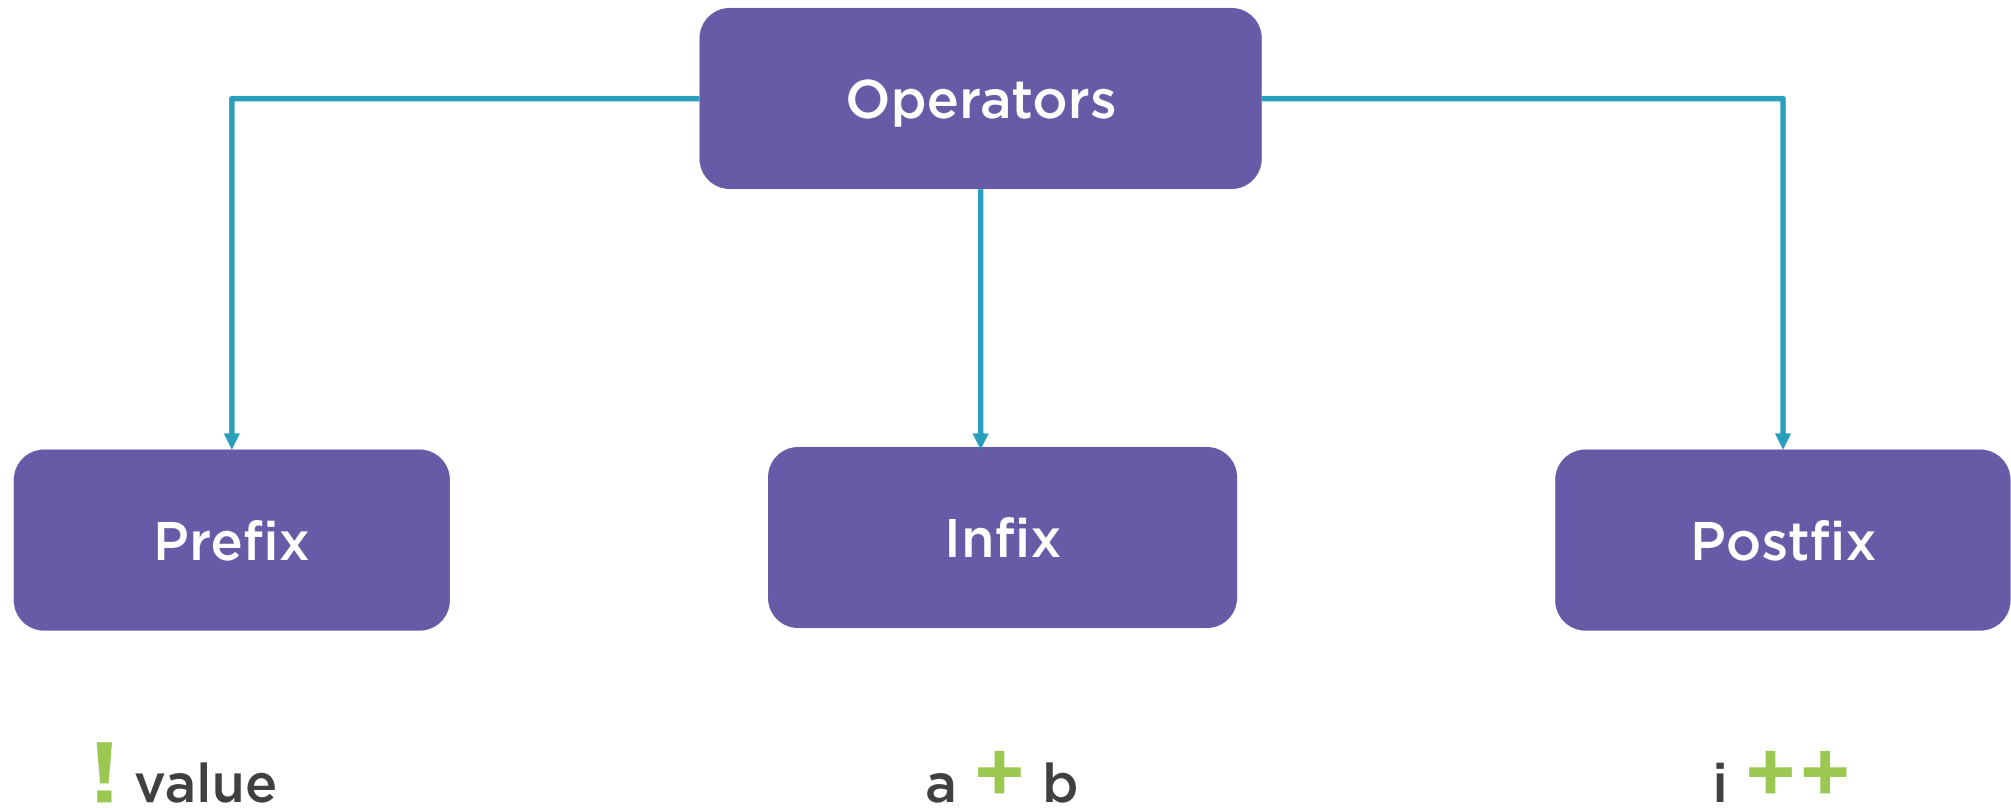 Operators
Prefix
Infix
Postfix
! value
a + b
i ++